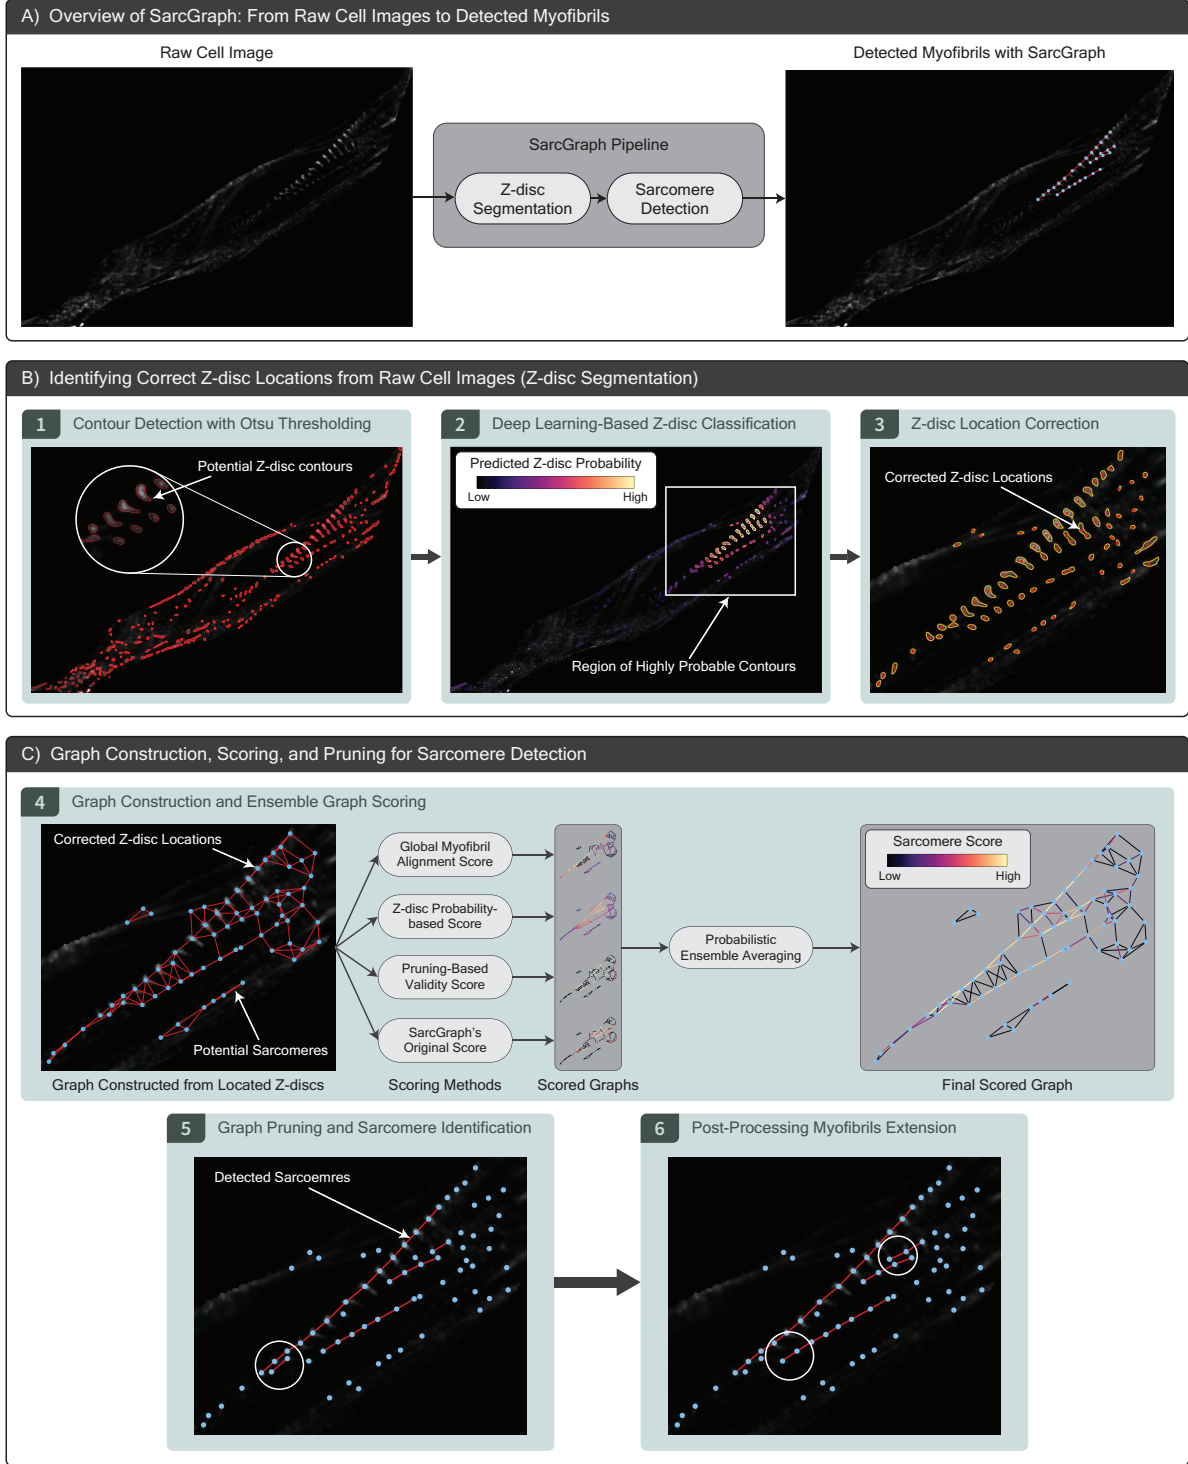 A) Overview of SarcGraph: From Raw Cell Images to Detected Myofibrils
Raw Cell Image
Detected Myofibrils with SarcGraph
SarcGraph Pipeline
Z-disc
Segmentation
Sarcomere
Detection
B) Identifying Correct Z-disc Locations from Raw Cell Images (Z-disc Segmentation)
1 Contour Detection with Otsu Thresholding
Potential Z-disc contours
2 Deep Learning-Based Z-disc Classification
Predicted Z-disc Probability
Low High
Region of Highly Probable Contours
3 Z-disc Location Correction
Corrected Z-disc Locations
C) Graph Construction, Scoring, and Pruning for Sarcomere Detection
4 Graph Construction and Ensemble Graph Scoring
Corrected Z-disc Locations
Potential Sarcomeres
Graph Constructed from Located Z-discs
Global Myofibril
Alignment Score
Z-disc Probability-
based Score
Pruning-Based
Validity Score
SarcGraph's
Original Score
Scoring Methods
Scored Graphs
Probabilistic
Ensemble Averaging
Sarcomere Score
Low High
Final Scored Graph
5 Graph Pruning and Sarcomere Identification
Detected Sarcoemres
6 Post-Processing Myofibrils Extension